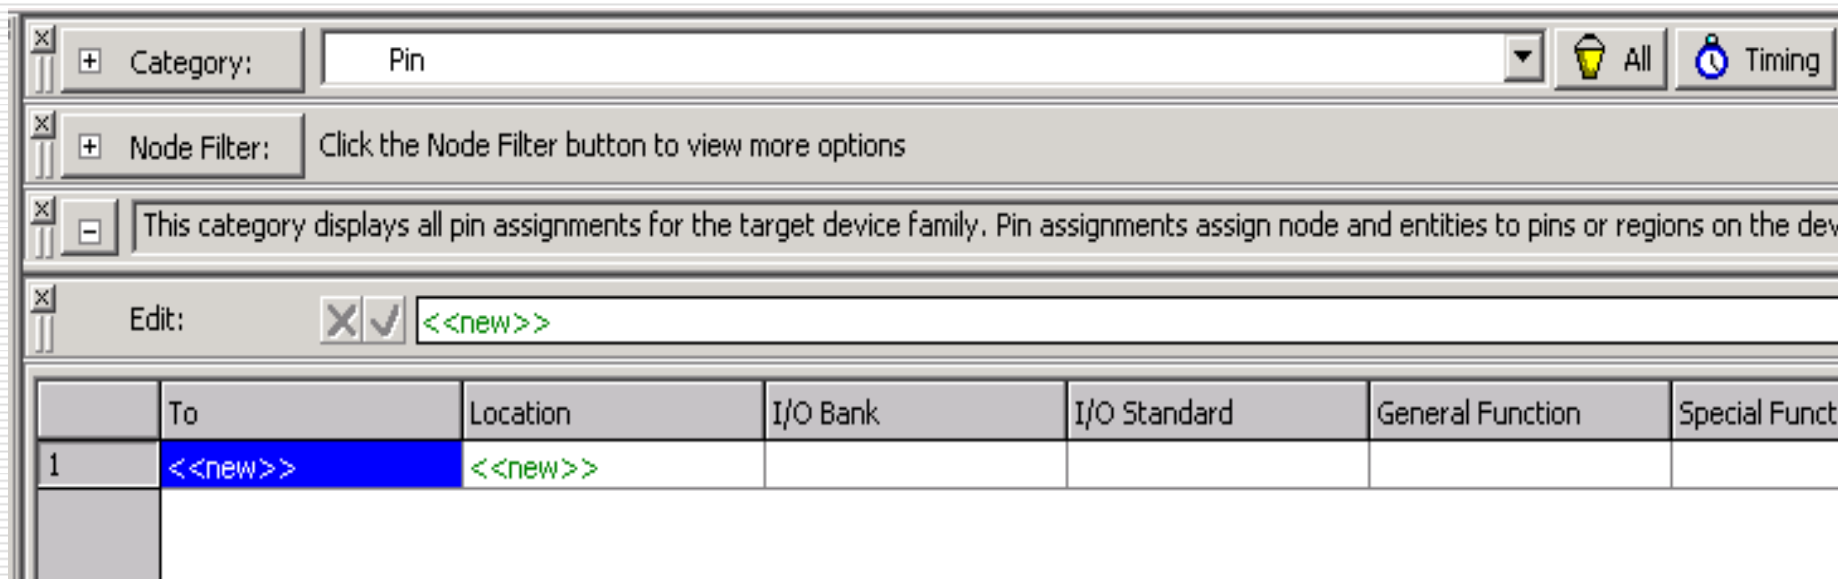 Category: Pin All Timing
Node Filter: Click the Node Filter button to view more options
This category displays all pin assignments for the target device family. Pin assignments assign node and entities to pins or regions on the dev
Edit: <<new>>
To Location I/O Bank I/O Standard General Function Special Funct
1 <<new>> <<new>>